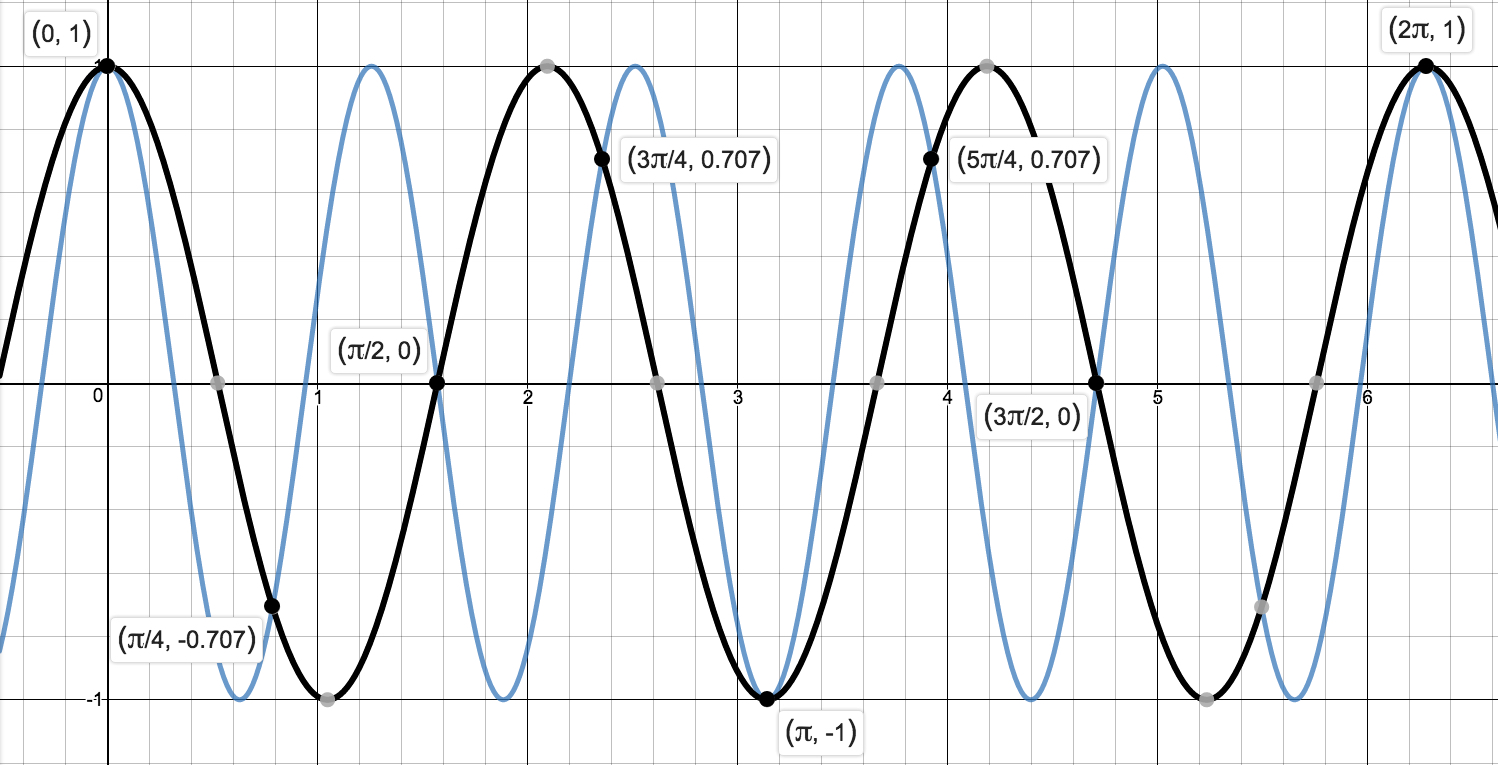 (0, 1)
(2π, 1)
1
(3π/4, 0.707)
(5π/4, 0.707)
(π/2, 0)
0
1
2
3
4
5
6
(3π/2, 0)
(π/4, -0.707)
-1
(π, -1)